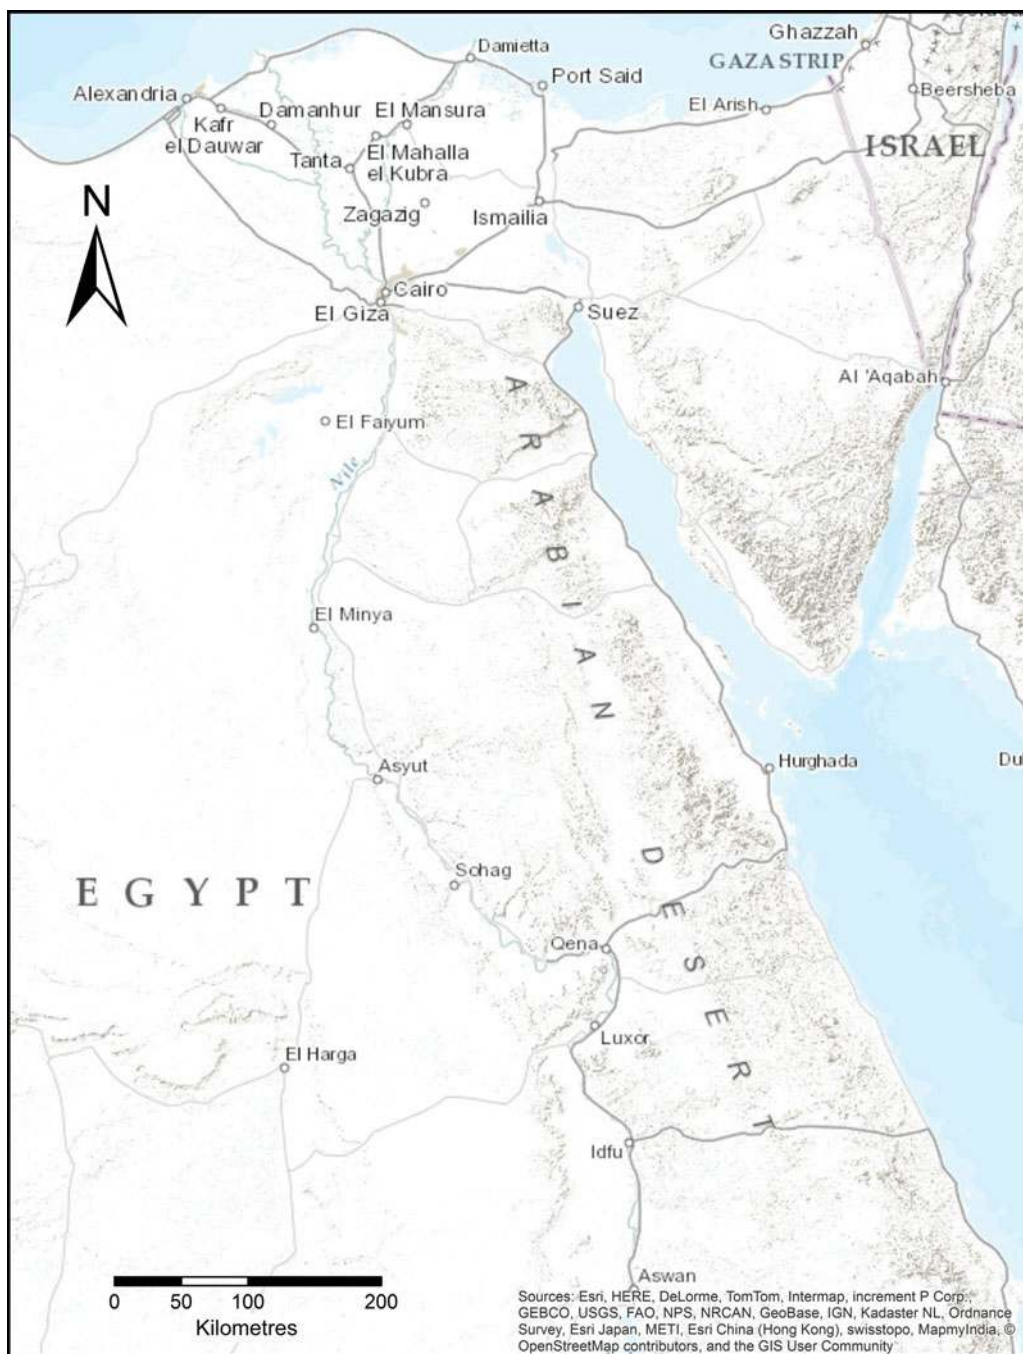 Ghazzah
Damietta
GAZA STRIP
Port Said
Alexandria
El Arish
Beersheba
Damanhur
El Mansura
Kafr
el Dauwar
ISRAEL
Tanta
El Mahalla
el Kubra
Zagazig
Ismailia
N
Cairo
El Giza
Suez
Al 'Aqabah
El Faiyum
Nile
ARABIAN
El Minya
Asyut
Hurghada
Du
DESERT
Sohag
EGYPT
Qena
Luxor
El Harga
Idfu
Aswan
0 50 100 200
Kilometres
Sources: Esri, HERE, DeLorme, TomTom, Intermap, increment P Corp.,
GEBCO, USGS, FAO, NPS, NRCAN, GeoBase, IGN, Kadaster NL, Ordnance
Survey, Esri Japan, METI, Esri China (Hong Kong), swisstopo, MapmyIndia, ©
OpenStreetMap contributors, and the GIS User Community